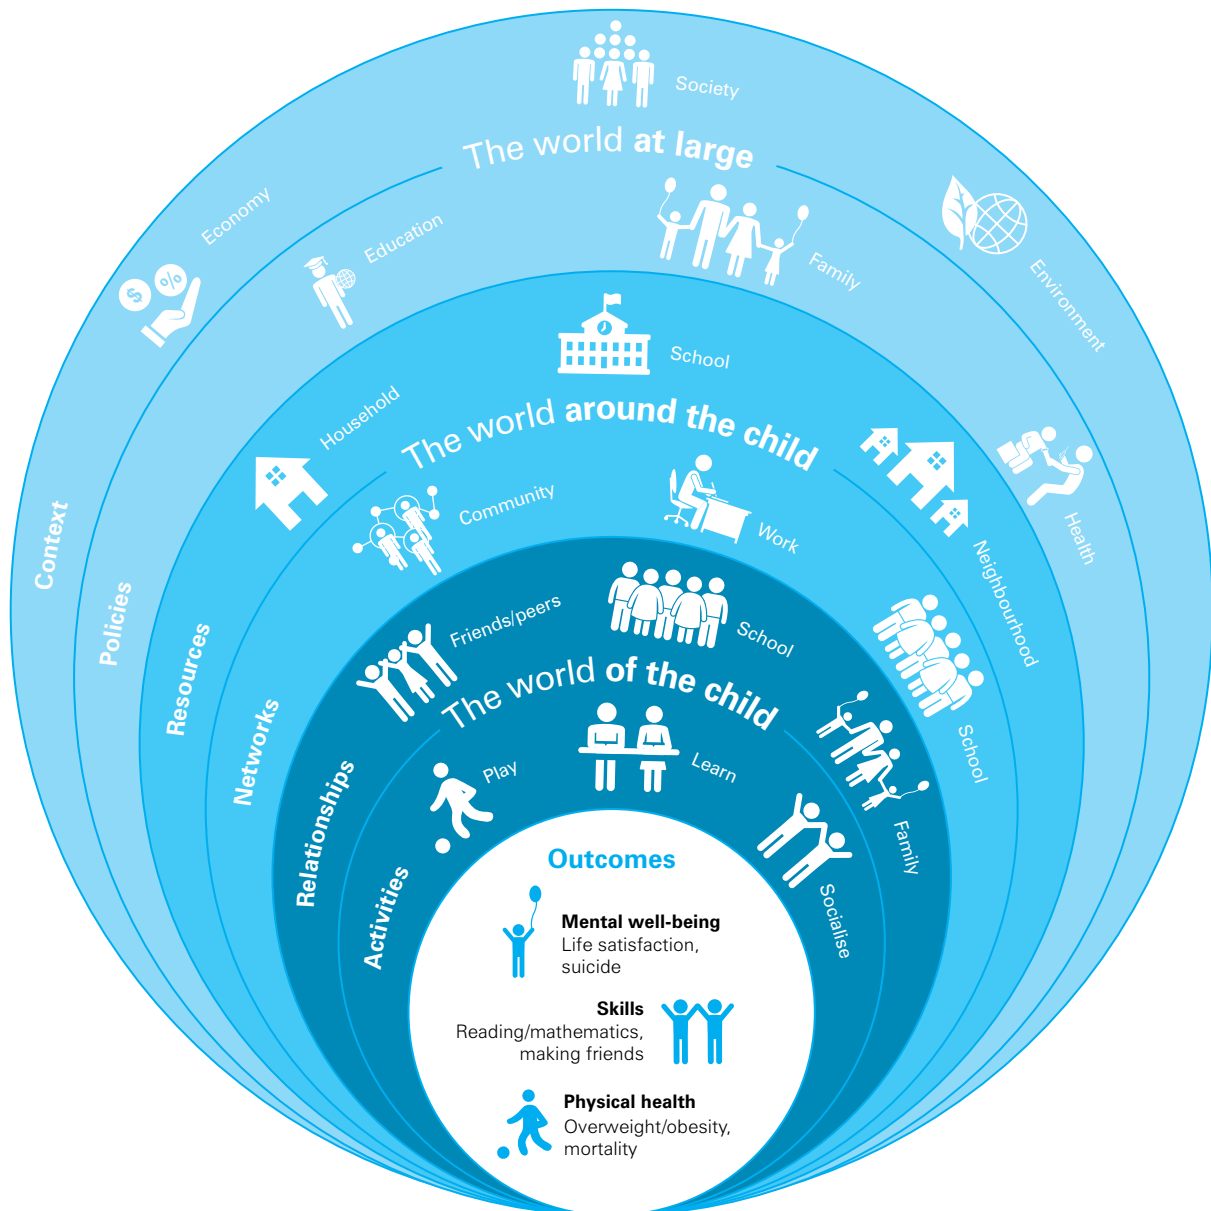 Society
The world at large
Economy
Education
Family
Environment
School
Household
The world around the child
Community
Work
Neighbourhood
Health
Context
Policies
Resources
Networks
Friends/peers
School
School
The world of the child
Relationships
Activities
Play
Learn
Family
Socialise
Outcomes
Mental well-being
Life satisfaction,
suicide
Skills
Reading/mathematics,
making friends
Physical health
Overweight/obesity,
mortality
$
%